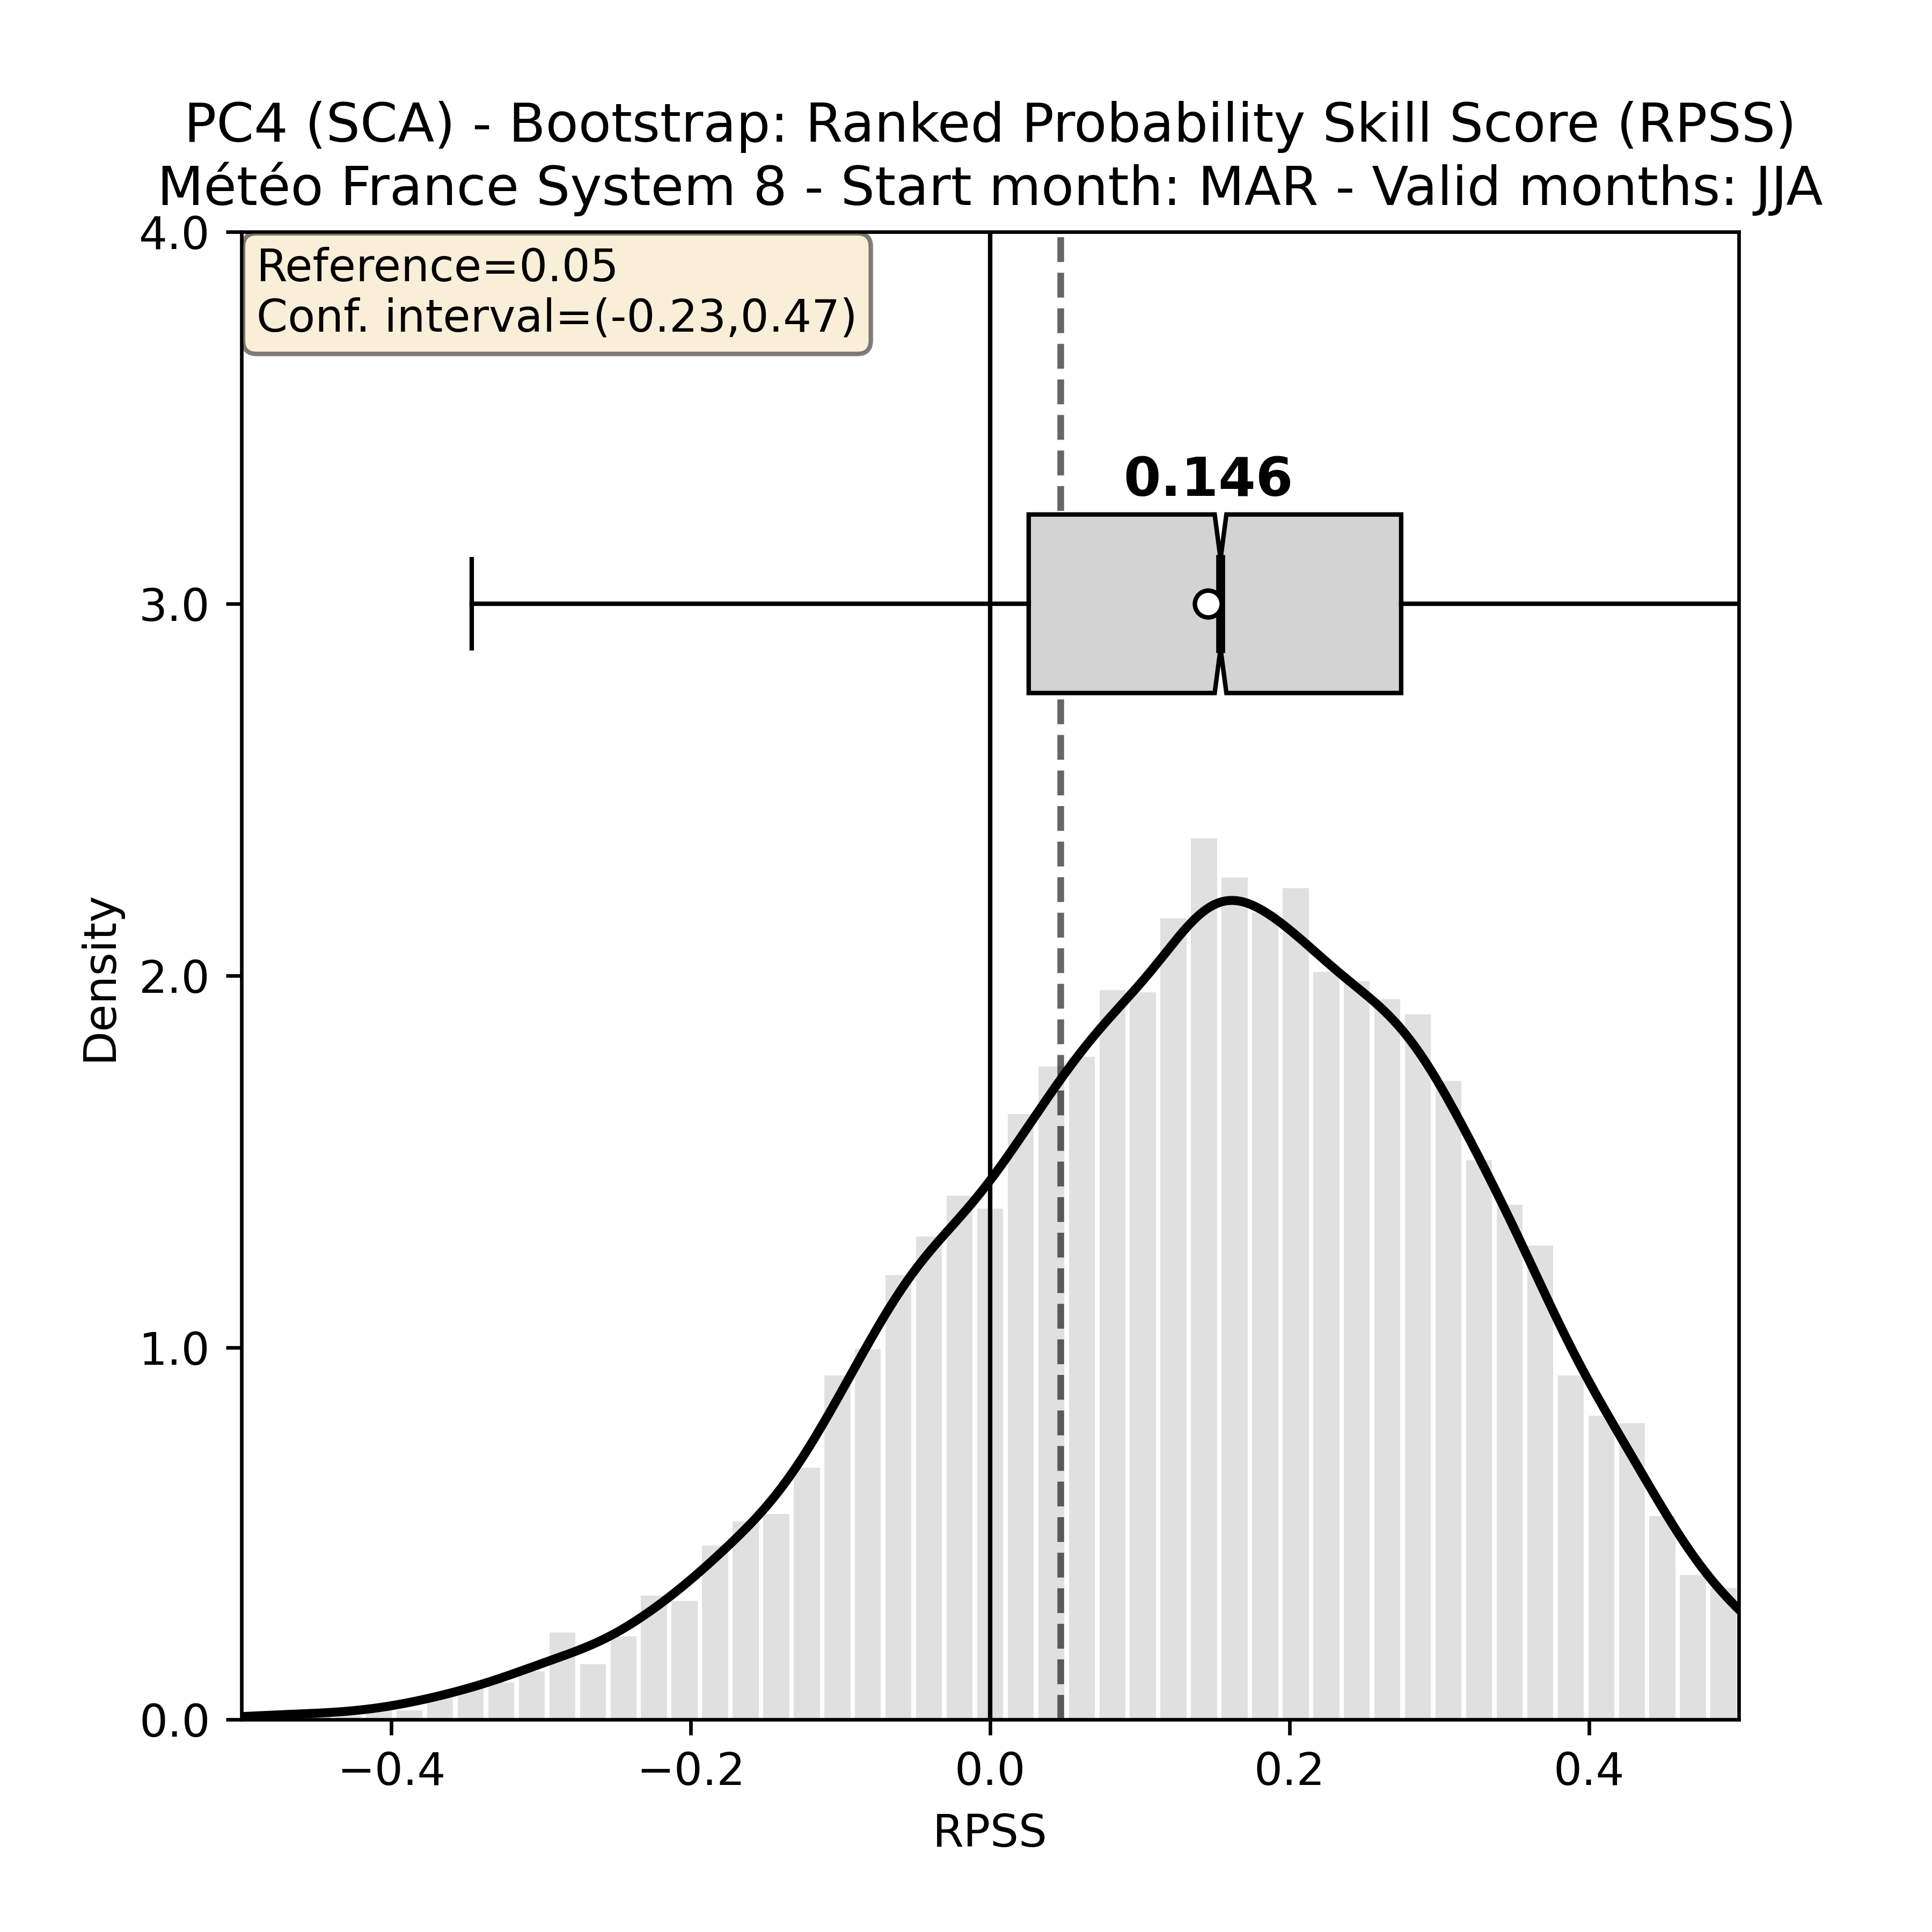 PC4 (SCA) - Bootstrap: Ranked Probability Skill Score (RPSS)
Météo France System 8 - Start month: MAR - Valid months: JJA
Reference=0.05
Conf. interval=(-0.23,0.47)
0.146
4.0
3.0
2.0
1.0
0.0
Density
−0.4
−0.2
0.0
0.2
0.4
RPSS